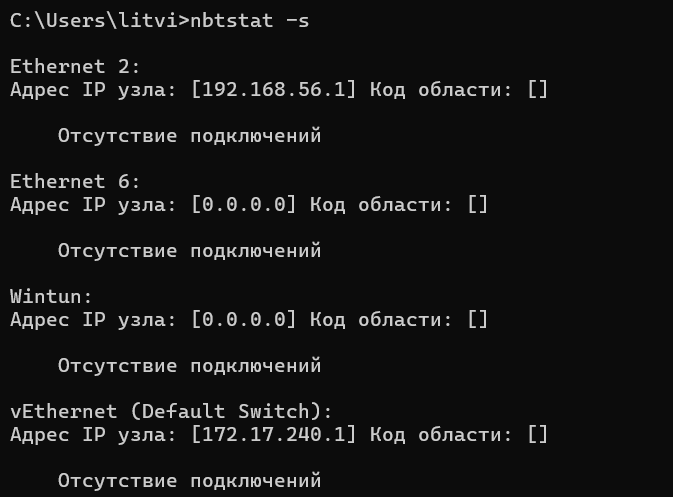 C:\Users\litvi>nbtstat -s
Ethernet 2:
Адрес IP узла: [192.168.56.1] Код области: []
Отсутствие подключений
Ethernet 6:
Адрес IP узла: [0.0.0.0] Код области: []
Отсутствие подключений
Wintun:
Адрес IP узла: [0.0.0.0] Код области: []
Отсутствие подключений
vEthernet (Default Switch):
Адрес IP узла: [172.17.240.1] Код области: []
Отсутствие подключений